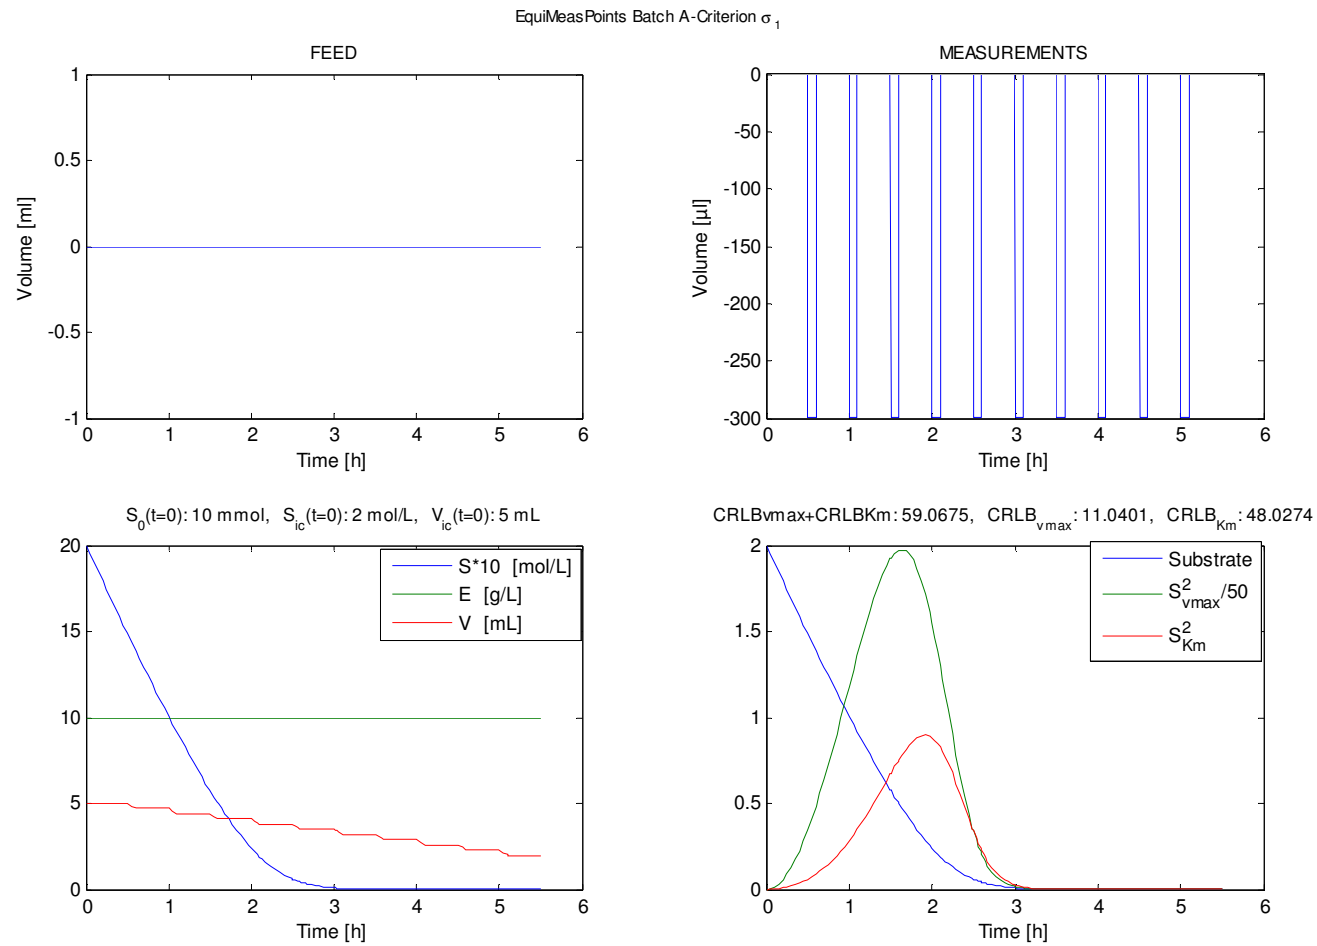 EquiMeasPoints Batch A-Criterion σ1
FEED
1
0.5
0
-0.5
-1
Volume [ml]
0 1 2 3 4 5 6
Time [h]
MEASUREMENTS
0
-50
-100
-150
-200
-250
-300
Volume [µl]
0 1 2 3 4 5 6
Time [h]
S0(t=0): 10 mmol, Sic(t=0): 2 mol/L, Vic(t=0): 5 mL
20
15
10
5
0
S*10 [mol/L]
E [g/L]
V [mL]
0 1 2 3 4 5 6
Time [h]
CRLBvmax+CRLBKm: 59.0675, CRLBvmax: 11.0401, CRLBKm: 48.0274
2
1.5
1
0.5
0
Substrate
S²vmax/50
S²Km
0 1 2 3 4 5 6
Time [h]